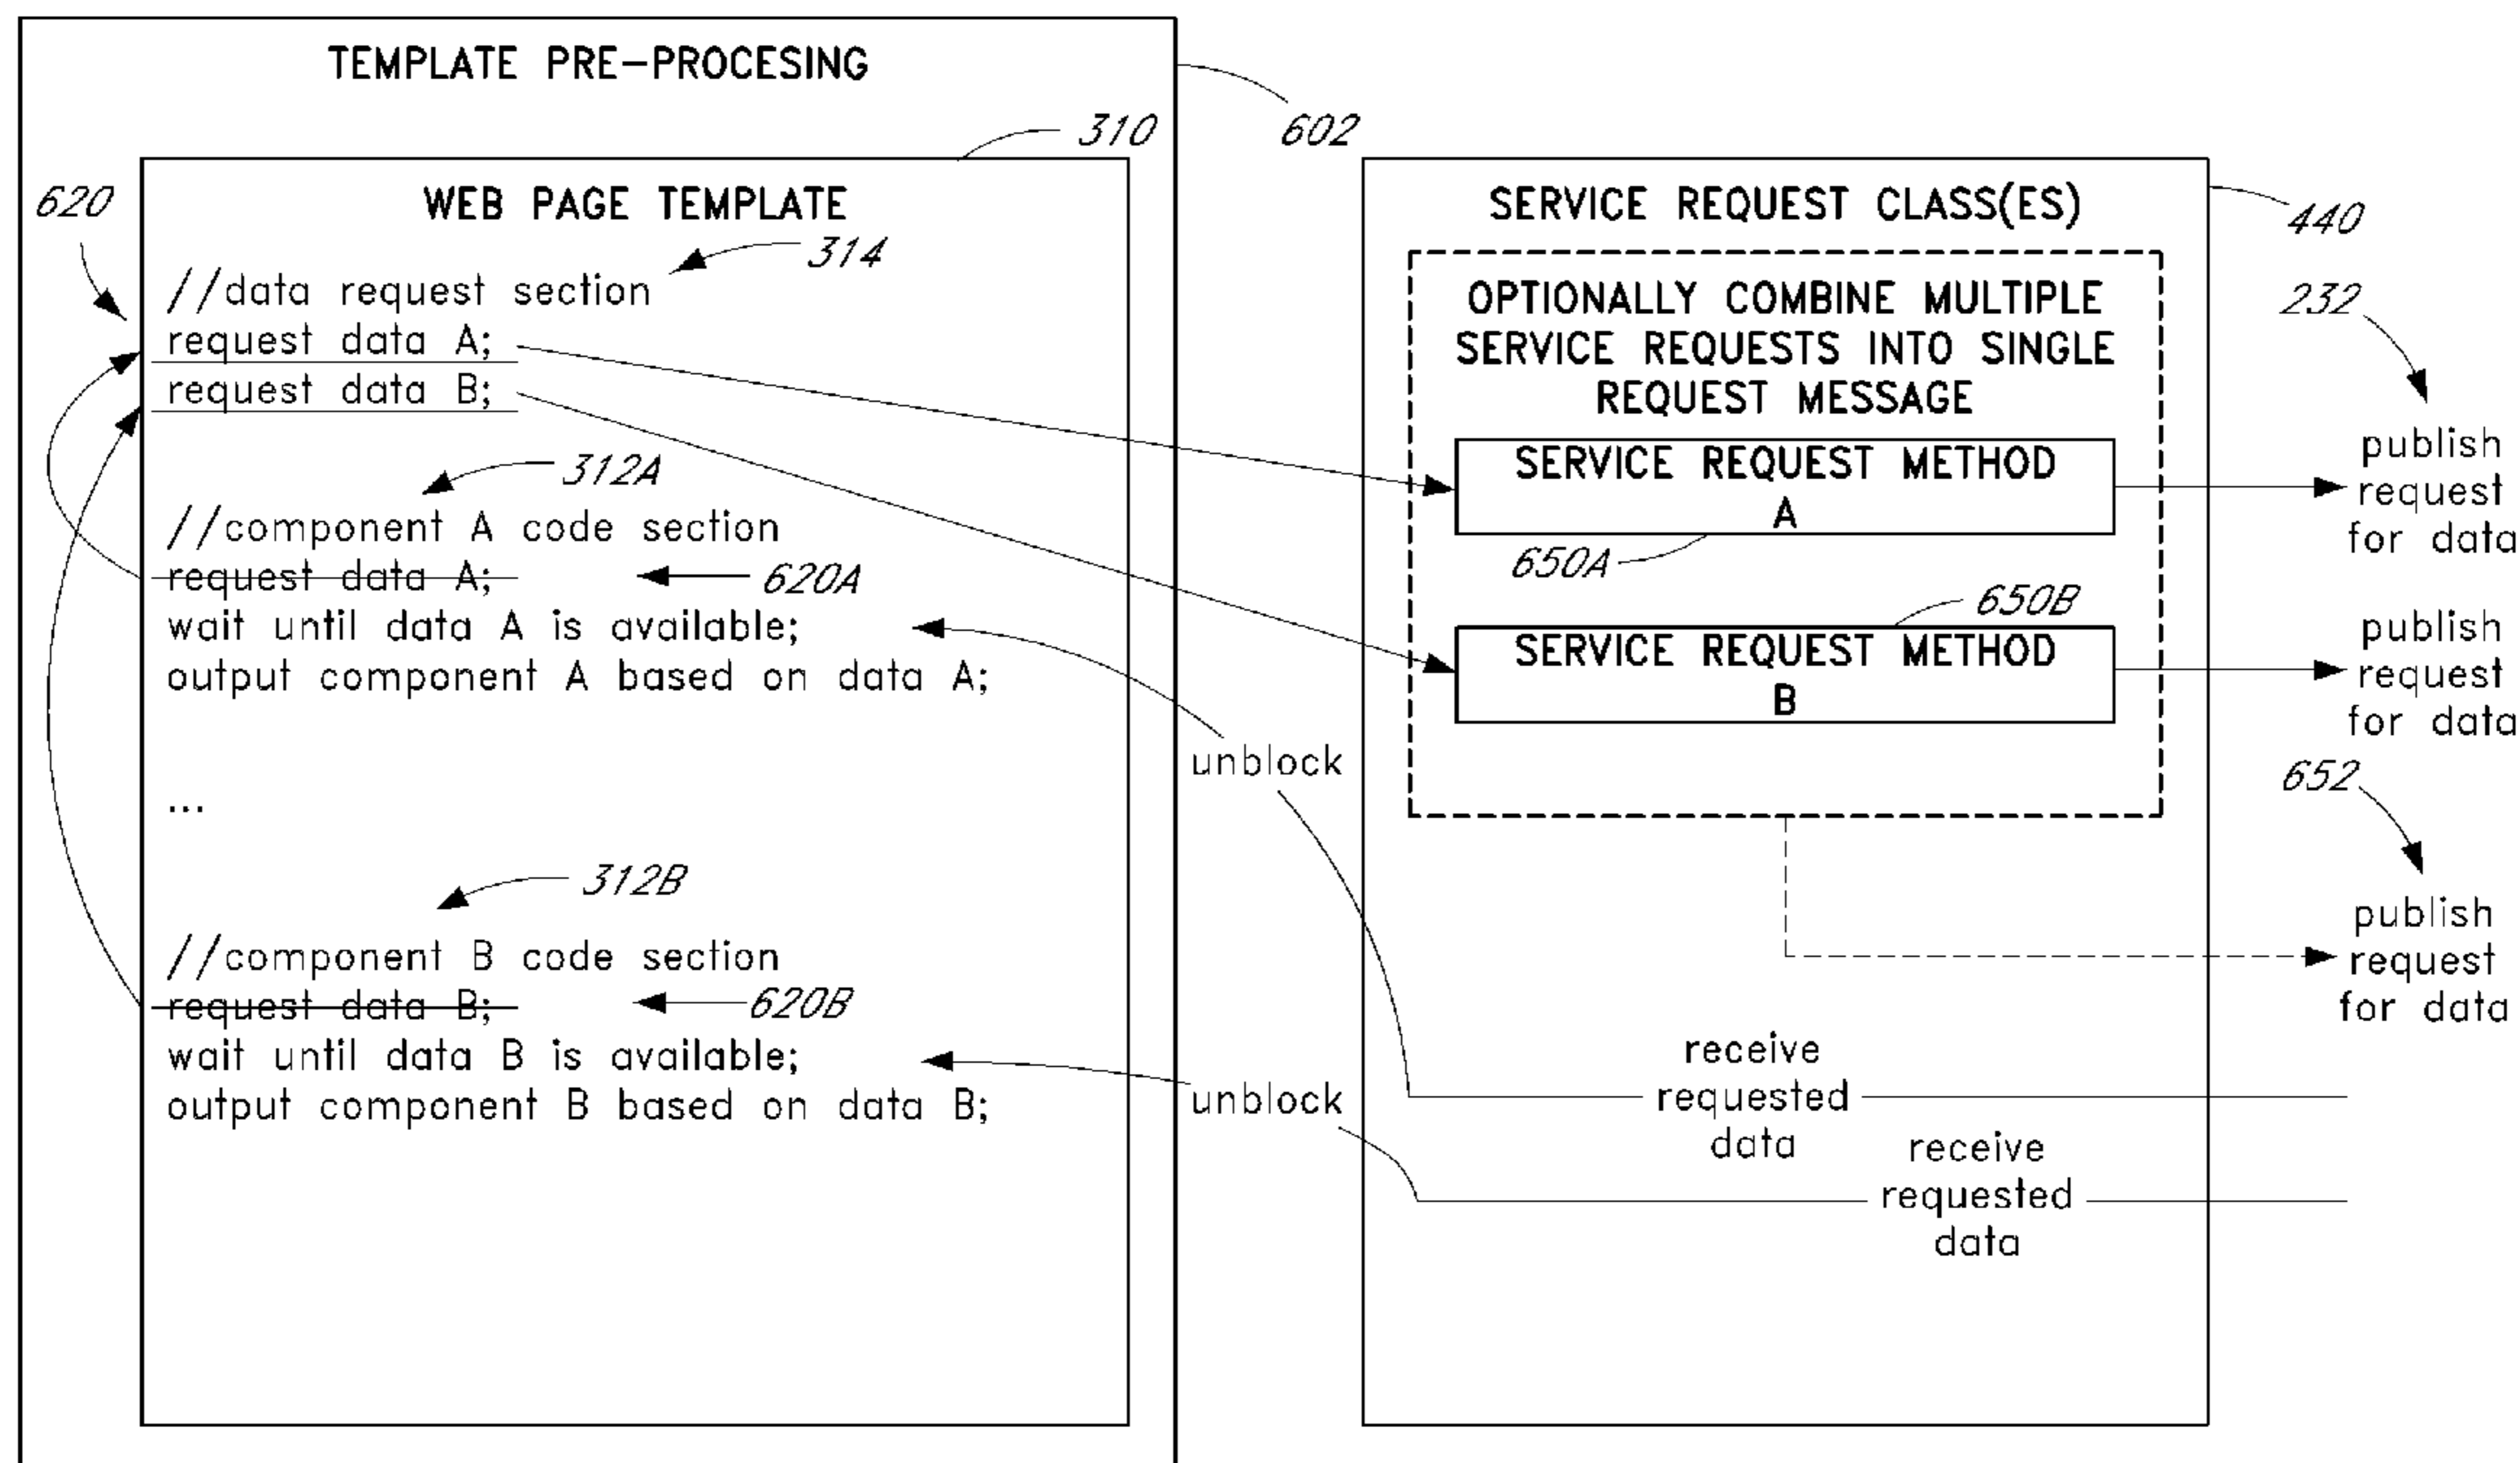 TEMPLATE PRE-PROCESING
310
602
WEB PAGE TEMPLATE
620
314
//data request section
request data A;
request data B;
312A
//component A code section
request data A;
620A
wait until data A is available;
output component A based on data A;
...
312B
//component B code section
request data B;
620B
wait until data B is available;
output component B based on data B;
unblock
unblock
SERVICE REQUEST CLASS(ES)
440
OPTIONALLY COMBINE MULTIPLE
SERVICE REQUESTS INTO SINGLE
REQUEST MESSAGE
SERVICE REQUEST METHOD
A
650A
650B
SERVICE REQUEST METHOD
B
232
publish
request
for data
publish
request
for data
652
publish
request
for data
receive
requested
data
receive
requested
data